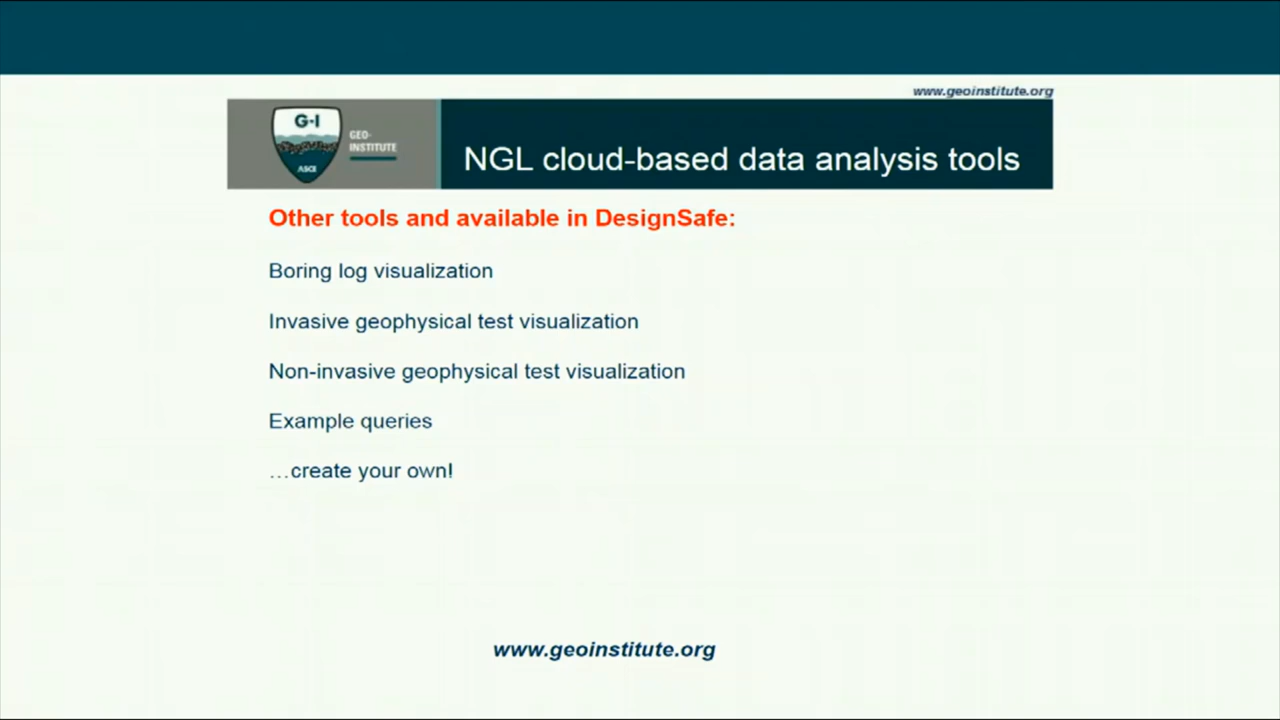 www.geoinstitute.org
G-I
GEO-
INSTITUTE
ASCE
NGL cloud-based data analysis tools
Other tools and available in DesignSafe:
Boring log visualization
Invasive geophysical test visualization
Non-invasive geophysical test visualization
Example queries
…create your own!
www.geoinstitute.org